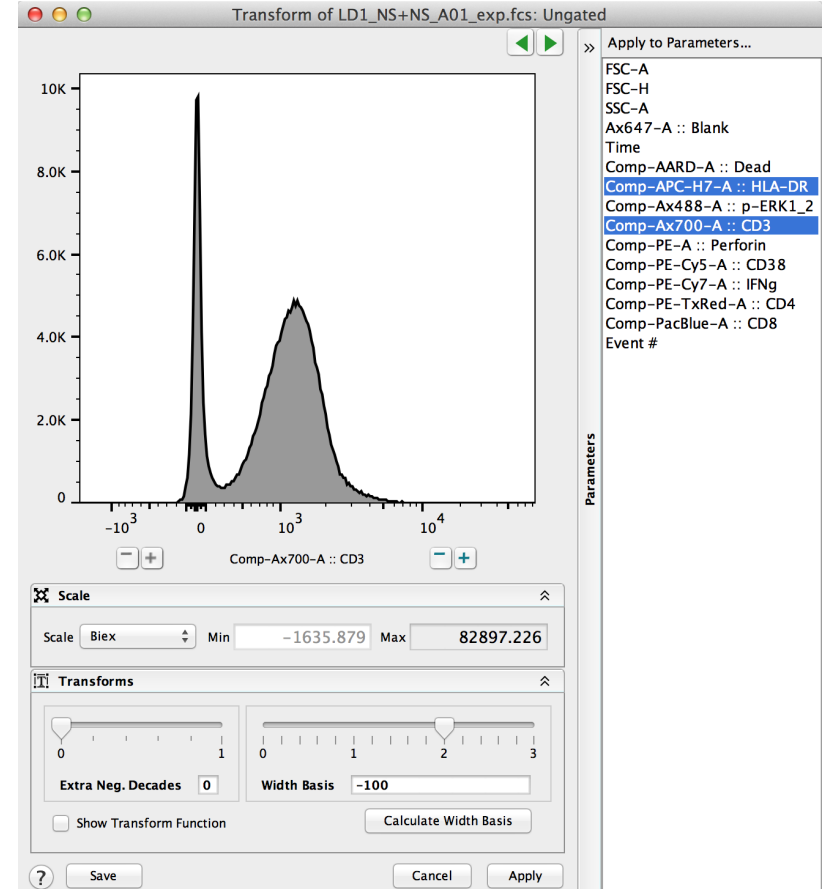 Transform of LD1_NS+NS_A01_exp.fcs: Ungated
10K
8.0K
6.0K
4.0K
2.0K
0
-10^3 0 10^3 10^4
− + Comp-Ax700-A :: CD3 − +
Scale
Scale Biex Min -1635.879 Max 82897.226
T Transforms
0 1
0 1 2 3
Extra Neg. Decades 0 Width Basis -100
Show Transform Function Calculate Width Basis
? Save Cancel Apply
» Apply to Parameters...
Parameters
FSC-A
FSC-H
SSC-A
Ax647-A :: Blank
Time
Comp-AARD-A :: Dead
Comp-APC-H7-A :: HLA-DR
Comp-Ax488-A :: p-ERK1_2
Comp-Ax700-A :: CD3
Comp-PE-A :: Perforin
Comp-PE-Cy5-A :: CD38
Comp-PE-Cy7-A :: IFNg
Comp-PE-TxRed-A :: CD4
Comp-PacBlue-A :: CD8
Event #